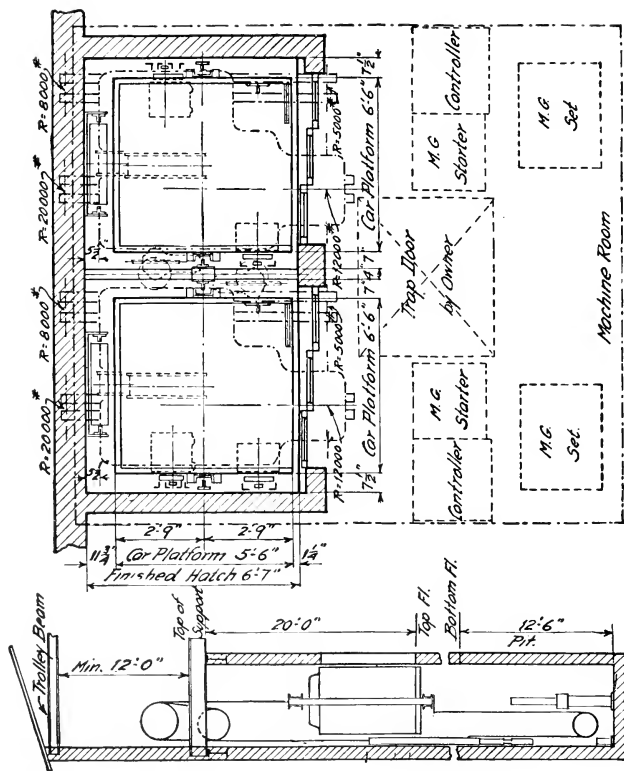 R=8000#
R=20000#
R=8000#
R=20000#
5½"
5½"
7½"
Car Platform 6'-6"
7"
4"
7"
Car Platform 6'-6"
7½"
R=5000#
R=12000#
R=5000#
R=12000#
Controller
M.G
Starter
M.G.
Set
Trap Door
by Owner
Machine Room
M.G.
Starter
Controller
M.G.
Set.
2'-9"
2'-9"
11¾"
Car Platform 5'-6"
1¼"
Finished Hatch 6'-7"
Trolley Beam
Min. 12'-0"
Top of
Support
20'-0"
Top Fl.
Bottom Fl.
12'-6"
Pit.